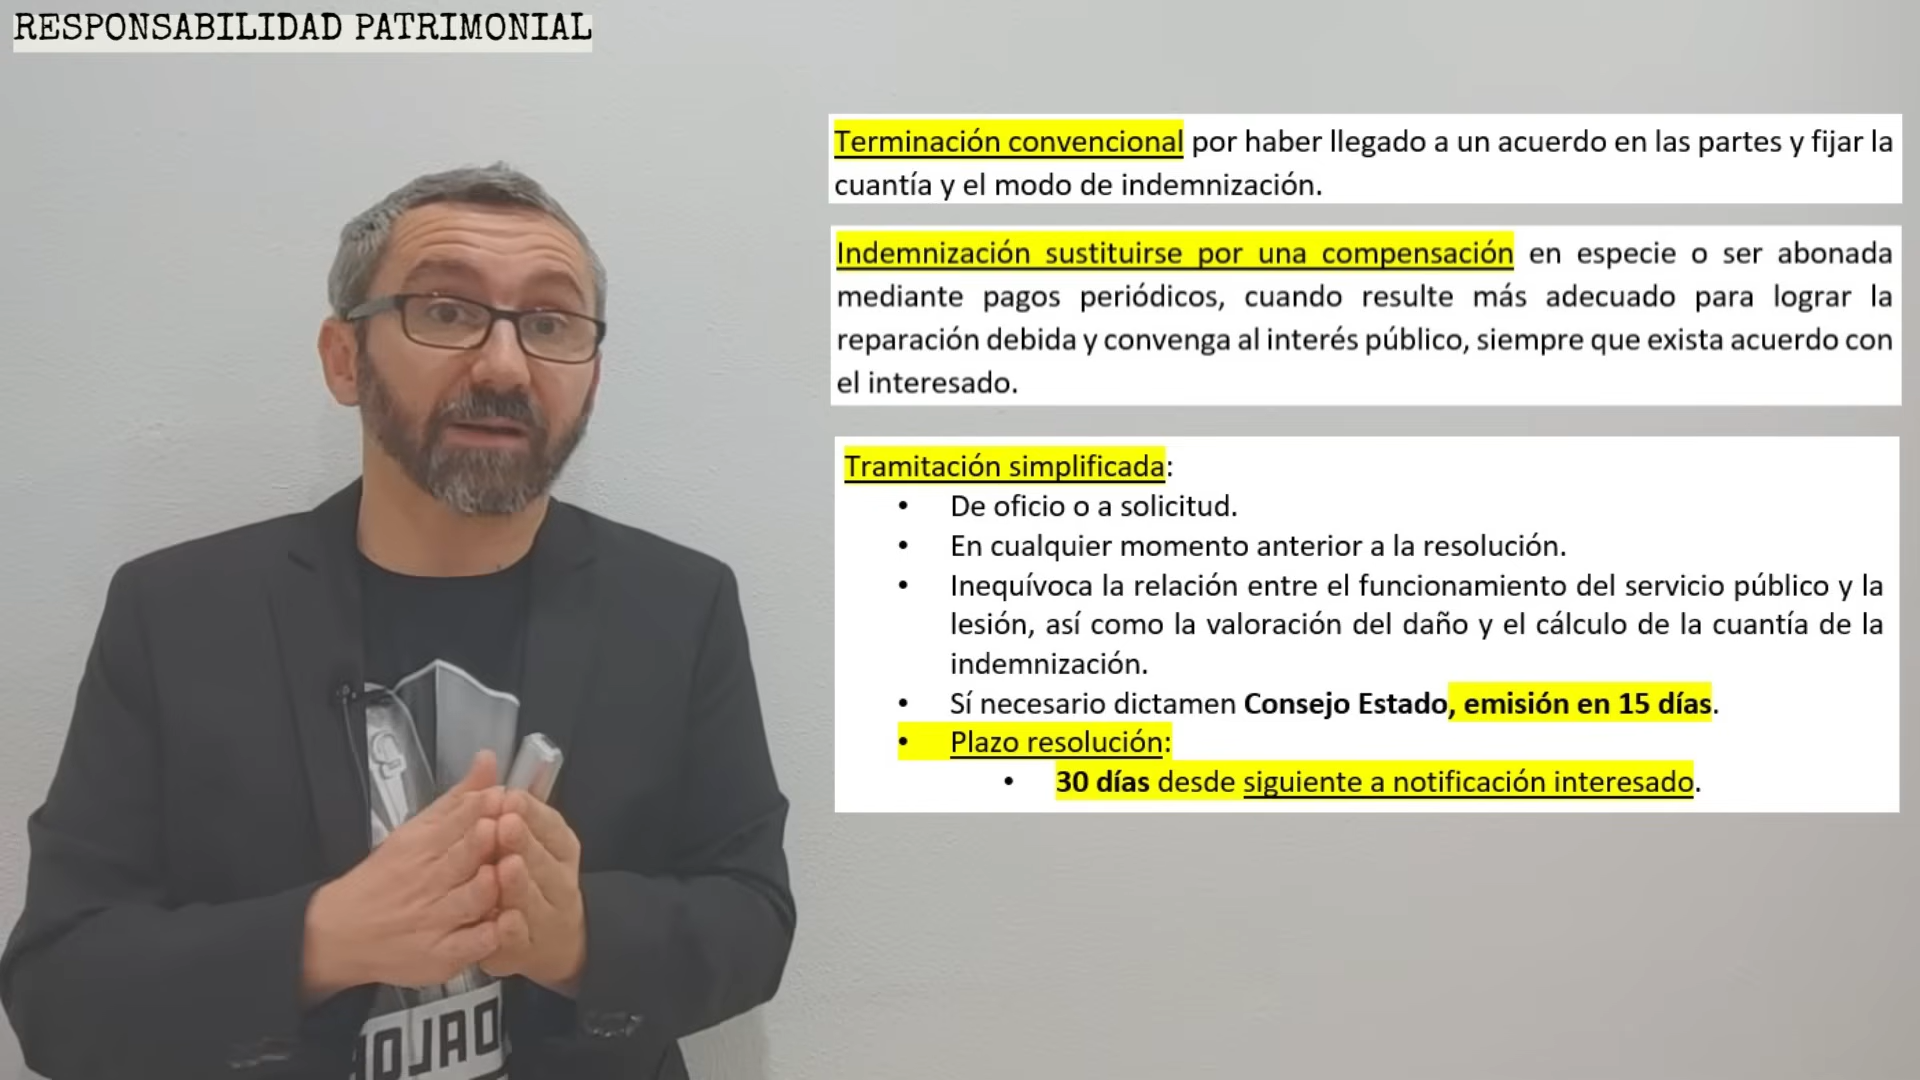 RESPONSABILIDAD PATRIMONIAL
Terminación convencional por haber llegado a un acuerdo en las partes y fijar la
cuantía y el modo de indemnización.
Indemnización sustituirse por una compensación en especie o ser abonada
mediante pagos periódicos, cuando resulte más adecuado para lograr la
reparación debida y convenga al interés público, siempre que exista acuerdo con
el interesado.
Tramitación simplificada:
• De oficio o a solicitud.
• En cualquier momento anterior a la resolución.
• Inequívoca la relación entre el funcionamiento del servicio público y la
lesión, así como la valoración del daño y el cálculo de la cuantía de la
indemnización.
• Sí necesario dictamen Consejo Estado, emisión en 15 días.
• Plazo resolución:
• 30 días desde siguiente a notificación interesado.